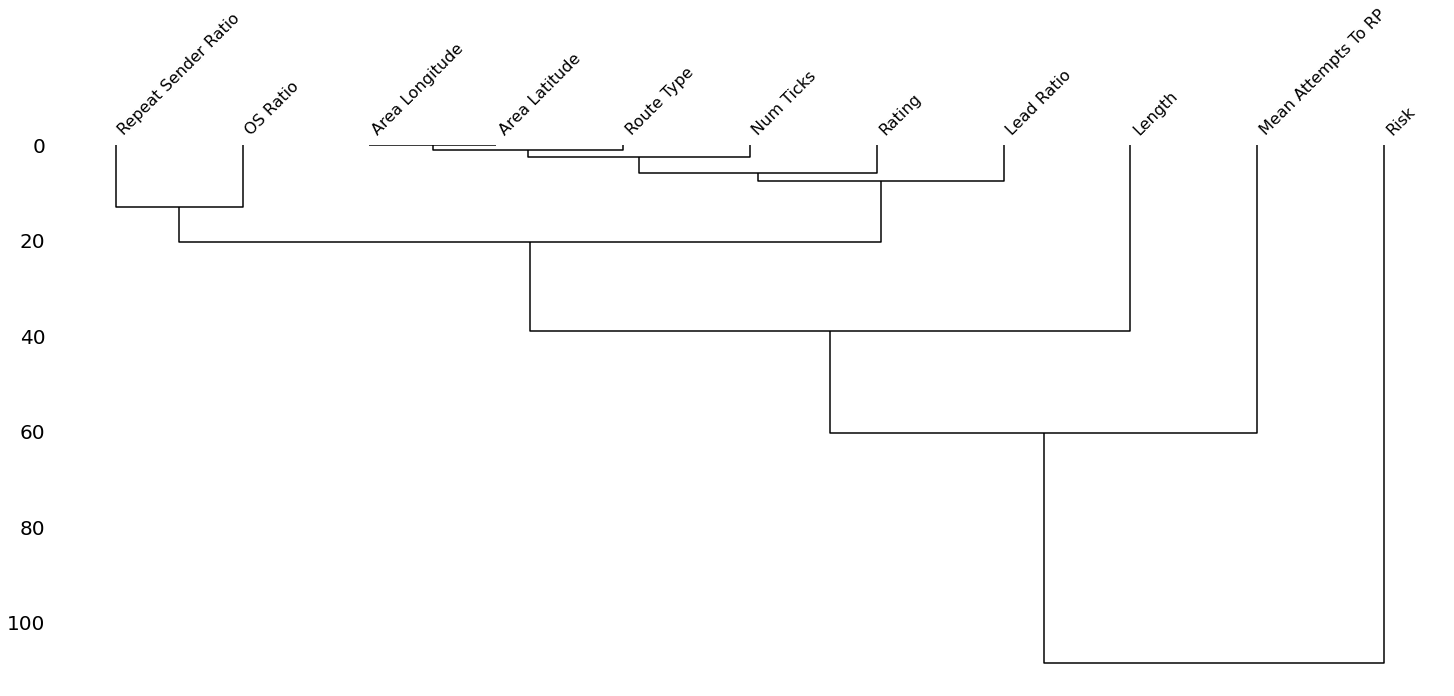 Repeat Sender Ratio
OS Ratio
Area Longitude
Area Latitude
Route Type
Num Ticks
Rating
Lead Ratio
Length
Mean Attempts To RP
Risk
0
20
40
60
80
100